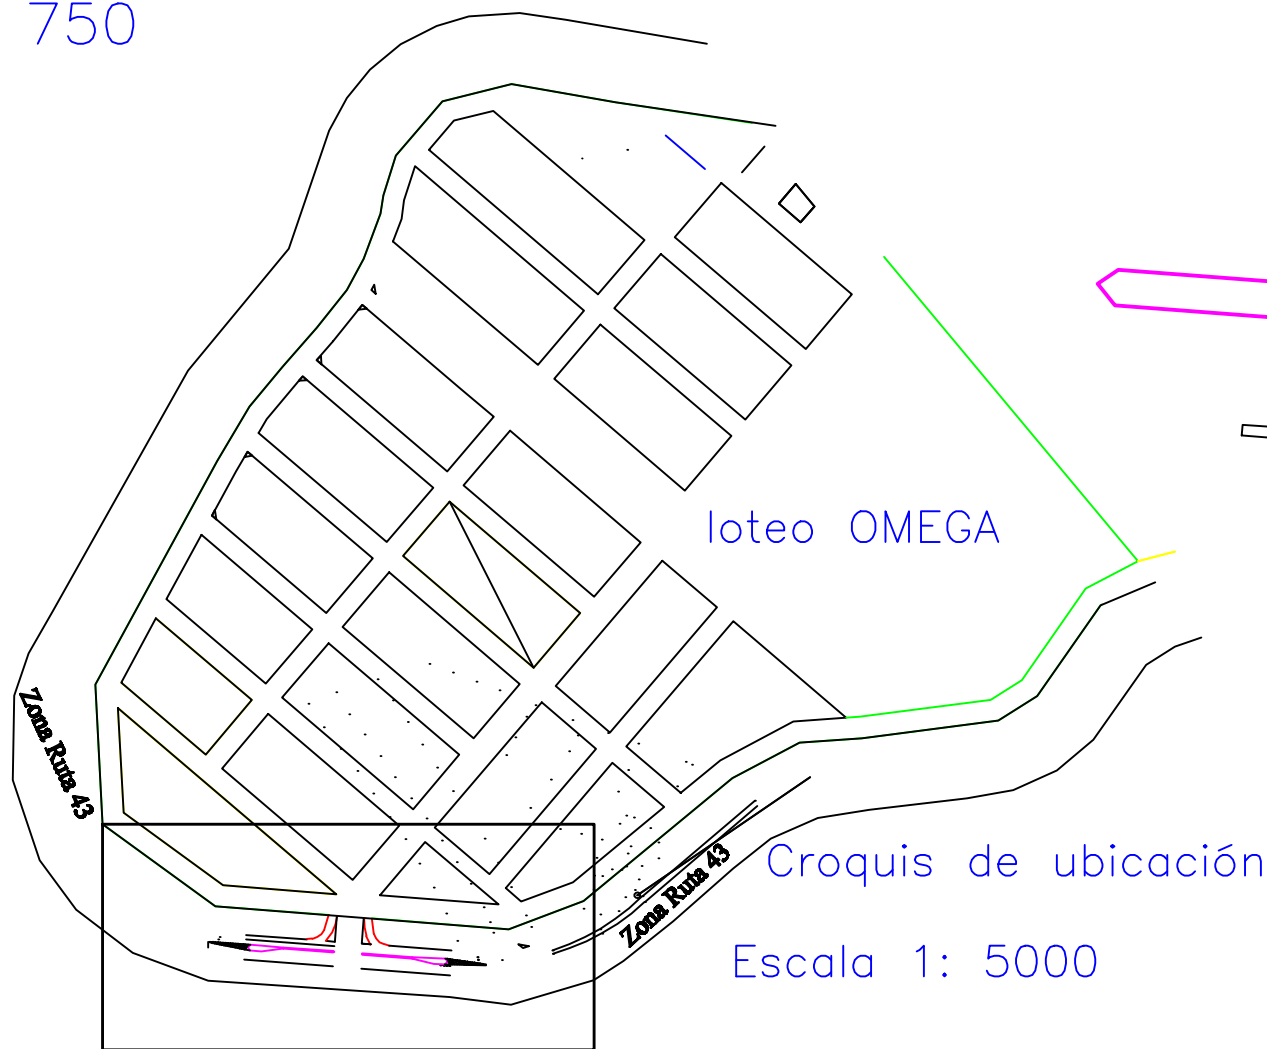 750
loteo OMEGA
Zona Ruta 43
Zona Ruta 43
Croquis de ubicación
Escala 1: 5000